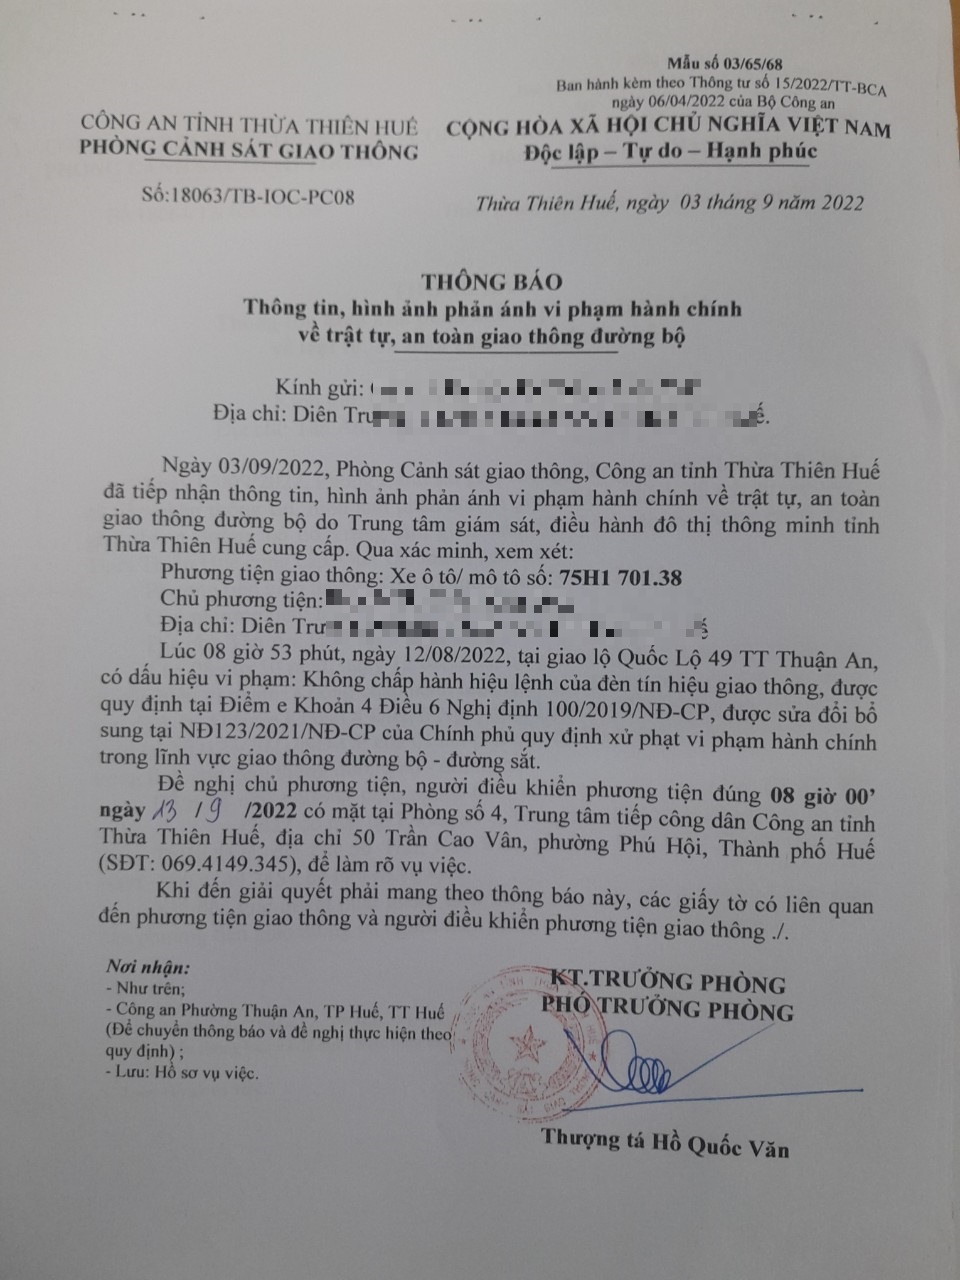 Mẫu số 03/65/68
Ban hành kèm theo Thông tư số 15/2022/TT-BCA
ngày 06/04/2022 của Bộ Công an
CÔNG AN TỈNH THỪA THIÊN HUẾ
PHÒNG CẢNH SÁT GIAO THÔNG
CỘNG HÒA XÃ HỘI CHỦ NGHĨA VIỆT NAM
Độc lập – Tự do – Hạnh phúc
Số:18063/TB-IOC-PC08
Thừa Thiên Huế, ngày 03 tháng 9 năm 2022
THÔNG BÁO
Thông tin, hình ảnh phản ánh vi phạm hành chính
về trật tự, an toàn giao thông đường bộ
Kính gửi:
Địa chỉ: Diên
Ngày 03/09/2022, Phòng Cảnh sát giao thông, Công an tỉnh Thừa Thiên Huế
đã tiếp nhận thông tin, hình ảnh phản ánh vi phạm hành chính về trật tự, an toàn
giao thông đường bộ do Trung tâm giám sát, điều hành đô thị thông minh tỉnh
Thừa Thiên Huế cung cấp. Qua xác minh, xem xét:
Phương tiện giao thông: Xe ô tô/ mô tô số: 75H1 701.38
Chủ phương tiện:
Địa chỉ: Diên
Lúc 08 giờ 53 phút, ngày 12/08/2022, tại giao lộ Quốc Lộ 49 TT Thuận An,
có dấu hiệu vi phạm: Không chấp hành hiệu lệnh của đèn tín hiệu giao thông, được
quy định tại Điểm e Khoản 4 Điều 6 Nghị định 100/2019/NĐ-CP, được sửa đổi bổ
sung tại NĐ123/2021/NĐ-CP của Chính phủ quy định xử phạt vi phạm hành chính
trong lĩnh vực giao thông đường bộ - đường sắt.
Đề nghị chủ phương tiện, người điều khiển phương tiện đúng 08 giờ 00’
ngày 13 / 9 /2022 có mặt tại Phòng số 4, Trung tâm tiếp công dân Công an tỉnh
Thừa Thiên Huế, địa chỉ 50 Trần Cao Vân, phường Phú Hội, Thành phố Huế
(SĐT: 069.4149.345), để làm rõ vụ việc.
Khi đến giải quyết phải mang theo thông báo này, các giấy tờ có liên quan
đến phương tiện giao thông và người điều khiển phương tiện giao thông ./.
Nơi nhận:
- Như trên;
- Công an Phường Thuận An, TP Huế, TT Huế
(Để chuyển thông báo và đề nghị thực hiện theo
quy định) ;
- Lưu: Hồ sơ vụ việc.
KT.TRƯỞNG PHÒNG
PHÓ TRƯỞNG PHÒNG
Thượng tá Hồ Quốc Văn